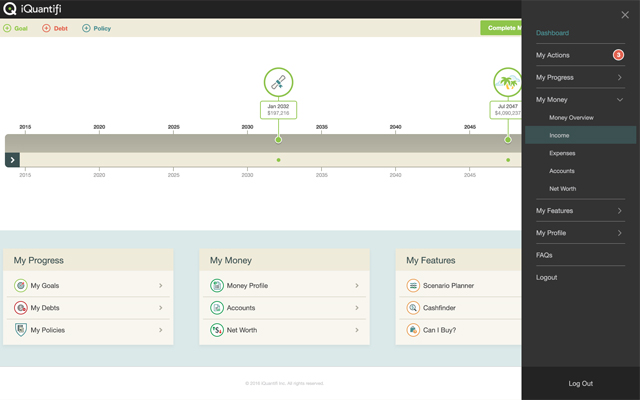 iQuantifi
Goal
Debt
Policy
Complete
Jan 2032
$197,216
Jul 2047
$4,090,237
2015
2020
2025
2030
2035
2040
2045
2015
2020
2025
2030
2035
2040
2045
My Progress
My Goals
My Debts
My Policies
My Money
Money Profile
Accounts
Net Worth
My Features
Scenario Planner
Cashfinder
Can I Buy?
© 2018 iQuantifi Inc. All rights reserved.
Dashboard
My Actions
3
My Progress
My Money
Money Overview
Income
Expenses
Accounts
Net Worth
My Features
My Profile
FAQs
Logout
Log Out